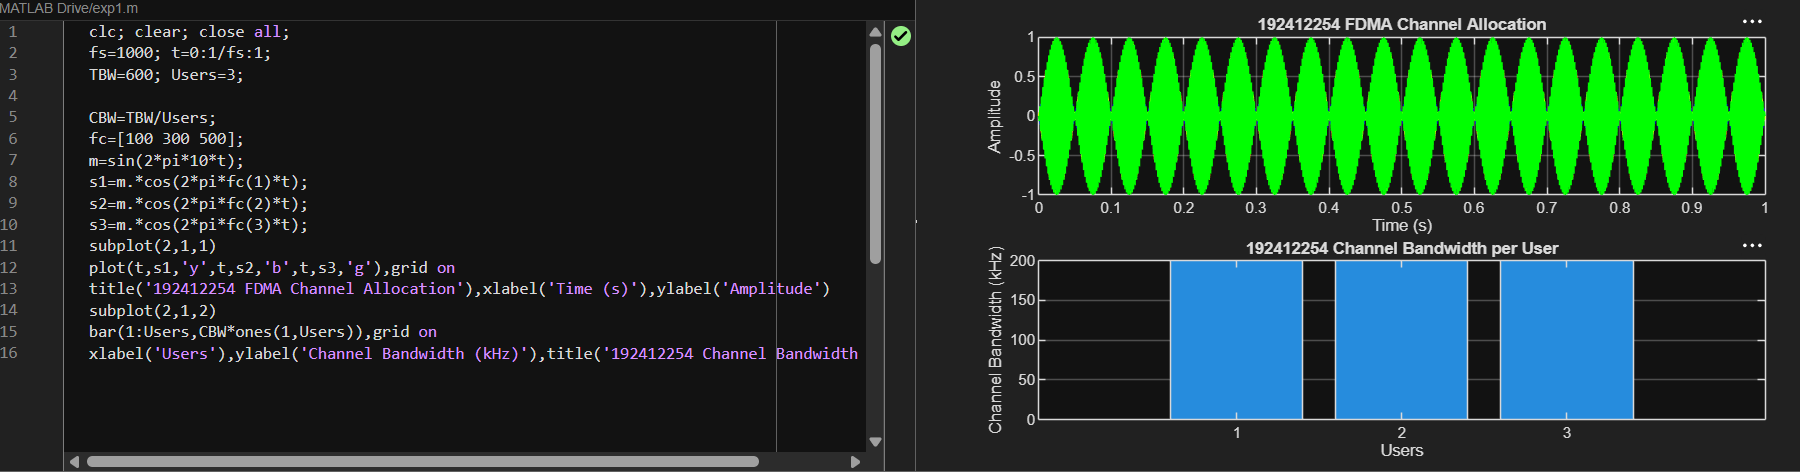 MATLAB Drive/exp1.m
1 clc; clear; close all;
2 fs=1000; t=0:1/fs:1;
3 TBW=600; Users=3;
4
5 CBW=TBW/Users;
6 fc=[100 300 500];
7 m=sin(2*pi*10*t);
8 s1=m.*cos(2*pi*fc(1)*t);
9 s2=m.*cos(2*pi*fc(2)*t);
10 s3=m.*cos(2*pi*fc(3)*t);
11 subplot(2,1,1)
12 plot(t,s1,'y',t,s2,'b',t,s3,'g'),grid on
13 title('192412254 FDMA Channel Allocation'),xlabel('Time (s)'),ylabel('Amplitude')
14 subplot(2,1,2)
15 bar(1:Users,CBW*ones(1,Users)),grid on
16 xlabel('Users'),ylabel('Channel Bandwidth (kHz)'),title('192412254 Channel Bandwidth
192412254 FDMA Channel Allocation
Amplitude
1
0.5
0
-0.5
-1
0 0.1 0.2 0.3 0.4 0.5 0.6 0.7 0.8 0.9 1
Time (s)
192412254 Channel Bandwidth per User
Channel Bandwidth (kHz)
200
150
100
50
0
1 2 3
Users